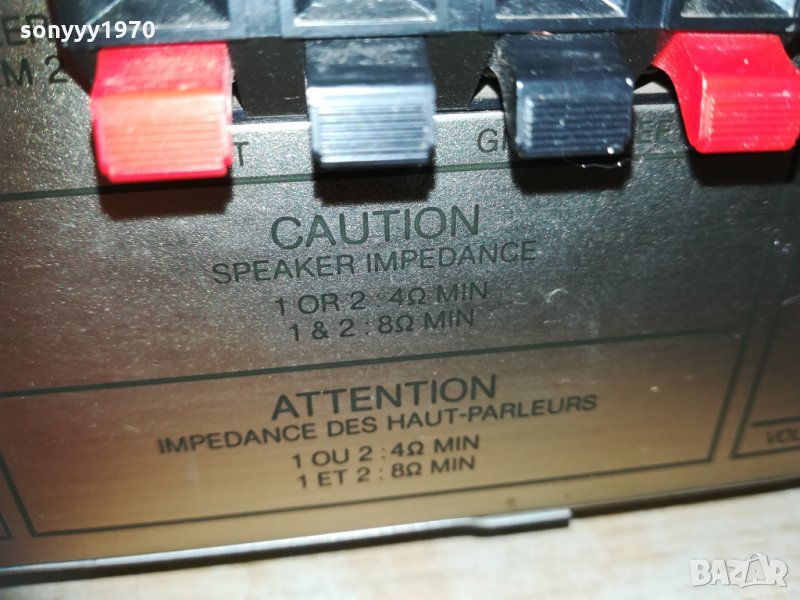 sonyyy1970
CAUTION
SPEAKER IMPEDANCE
1 OR 2 : 4Ω MIN
1 & 2 : 8Ω MIN
ATTENTION
IMPEDANCE DES HAUT-PARLEURS
1 OU 2 : 4Ω MIN
1 ET 2 : 8Ω MIN
BAZAR